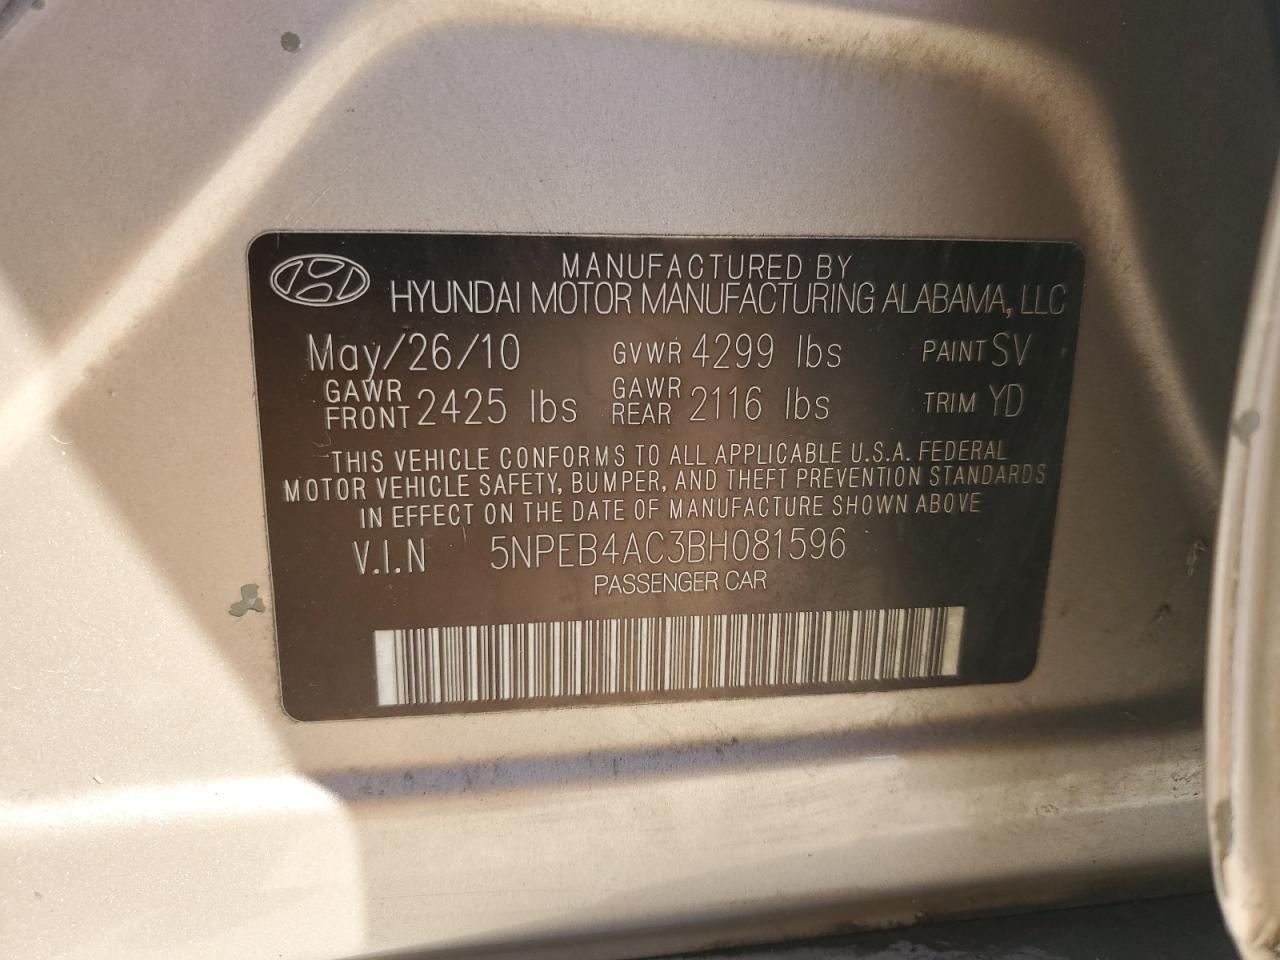 MANUFACTURED BY
HYUNDAI MOTOR MANUFACTURING ALABAMA, LLC
May/26/10 GVWR 4299 lbs PAINT SV
GAWR FRONT 2425 lbs GAWR REAR 2116 lbs TRIM YD
THIS VEHICLE CONFORMS TO ALL APPLICABLE U.S.A. FEDERAL
MOTOR VEHICLE SAFETY, BUMPER, AND THEFT PREVENTION STANDARDS
IN EFFECT ON THE DATE OF MANUFACTURE SHOWN ABOVE
V.I.N 5NPEB4AC3BH081596
PASSENGER CAR